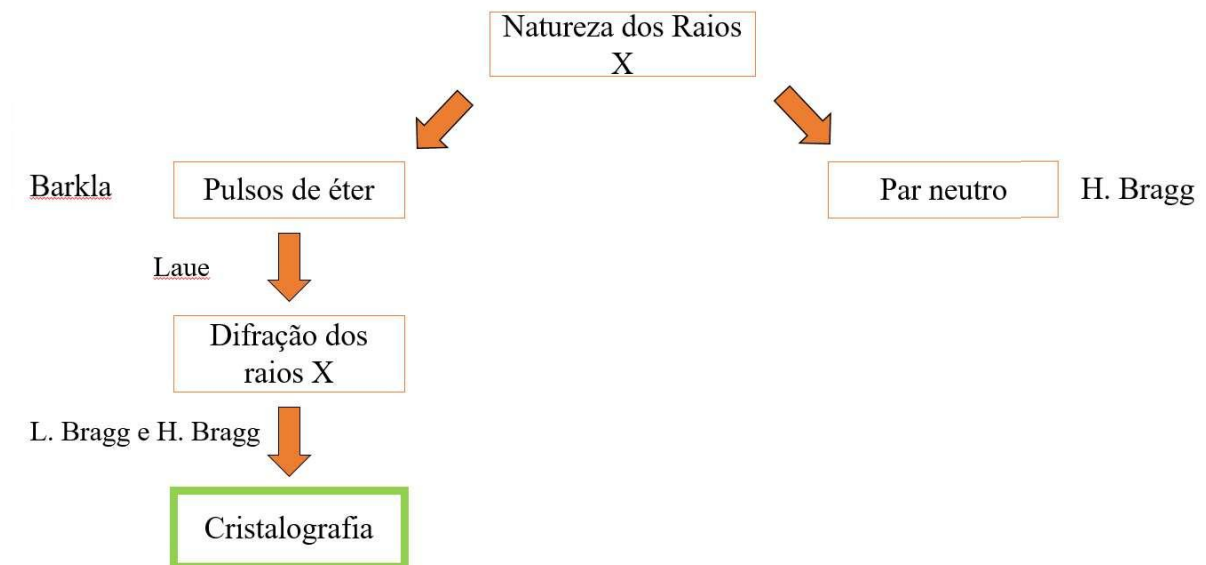 Natureza dos Raios
X
Barkla
Pulsos de éter
Par neutro
H. Bragg
Laue
Difração dos
raios X
L. Bragg e H. Bragg
Cristalografia